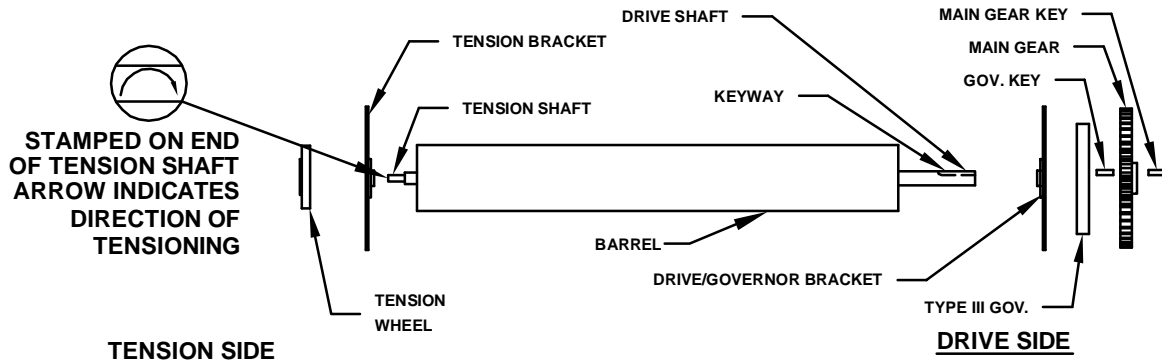 DRIVE SHAFT
MAIN GEAR KEY
TENSION BRACKET
MAIN GEAR
GOV. KEY
KEYWAY
TENSION SHAFT
STAMPED ON END
OF TENSION SHAFT
ARROW INDICATES
DIRECTION OF
TENSIONING
BARREL
DRIVE/GOVERNOR BRACKET
TENSION
WHEEL
TYPE III GOV.
TENSION SIDE
DRIVE SIDE